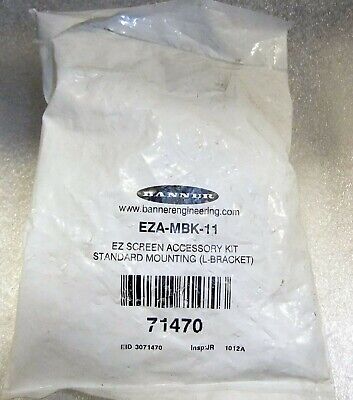 BANNER
www.bannerengineering.com
EZA-MBK-11
EZ SCREEN ACCESSORY KIT
STANDARD MOUNTING (L-BRACKET)
71470
EID 3071470 Insp:JR 1012A